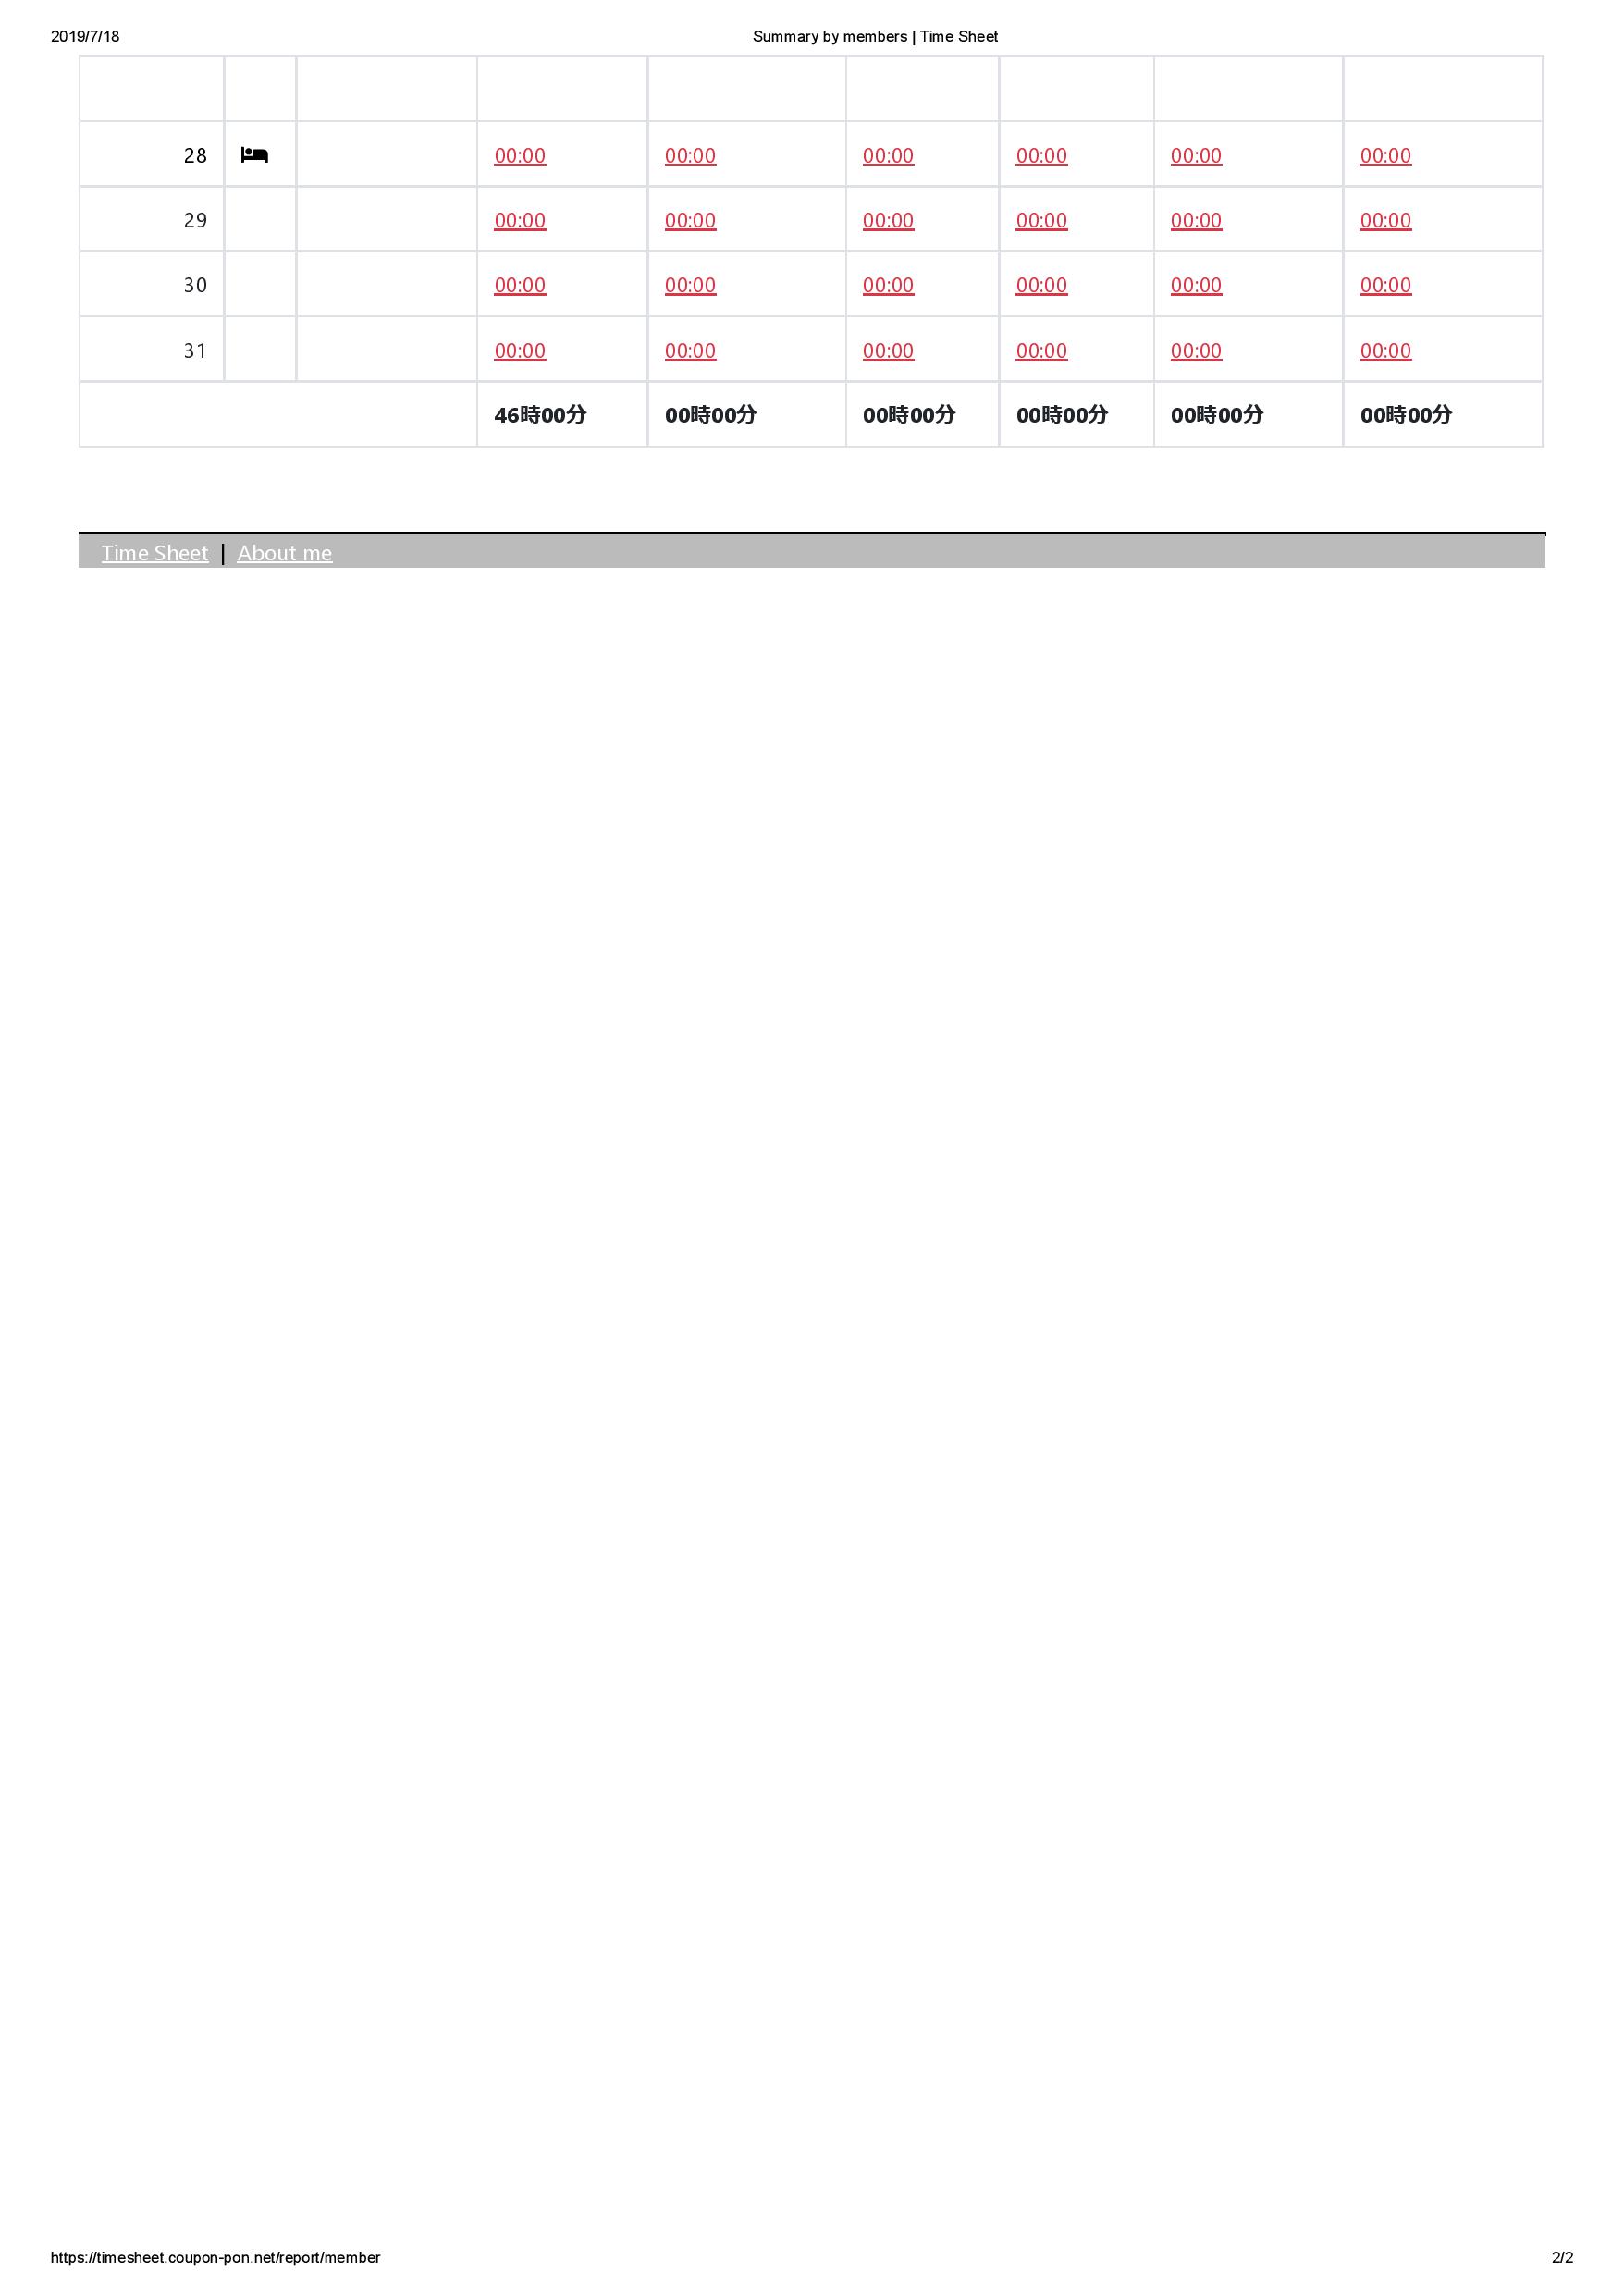 2019/7/18 Summary by members | Time Sheet
28 00:00 00:00 00:00 00:00 00:00 00:00
29 00:00 00:00 00:00 00:00 00:00 00:00
30 00:00 00:00 00:00 00:00 00:00 00:00
31 00:00 00:00 00:00 00:00 00:00 00:00
46時00分 00時00分 00時00分 00時00分 00時00分 00時00分
Time Sheet | About me
https://timesheet.coupon-pon.net/report/member 2/2